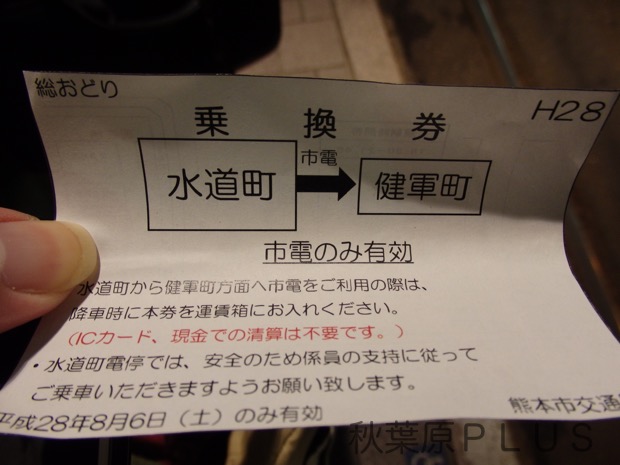 総おどり
H28
乗換券
市電
水道町
健軍町
市電のみ有効
水道町から健軍町方面へ市電をご利用の際は、
降車時に本券を運賃箱にお入れください。
(ICカード、現金での清算は不要です。)
・水道町電停では、安全のため係員の支持に従って
ご乗車いただきますようお願い致します。
平成28年8月6日(土)のみ有効
熊本市交通
秋葉原PLUS